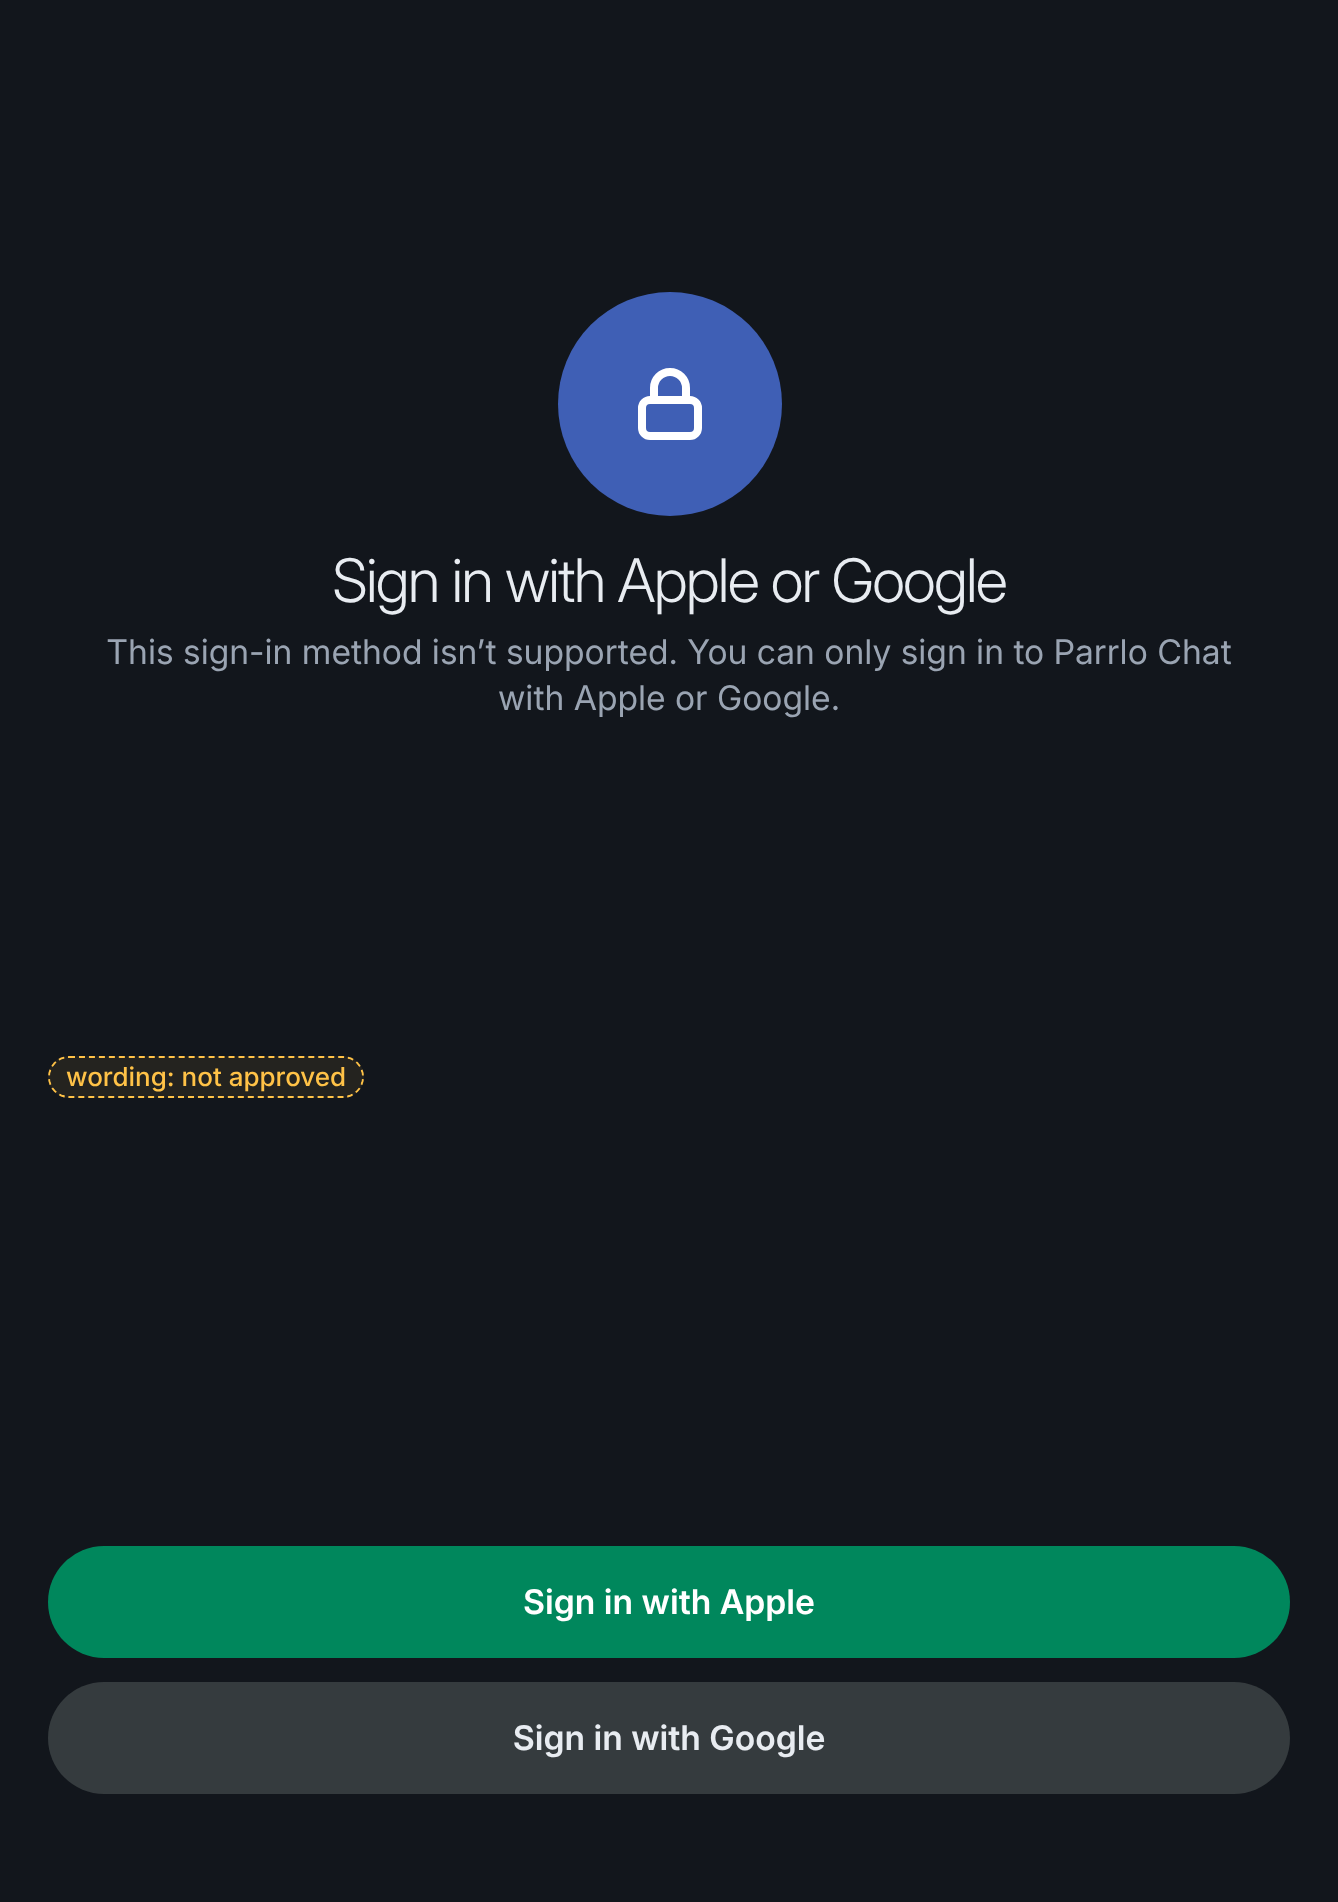 Sign in with Apple or Google
This sign-in method isn’t supported. You can only sign in to Parrlo Chat
with Apple or Google.
wording: not approved
Sign in with Apple
Sign in with Google